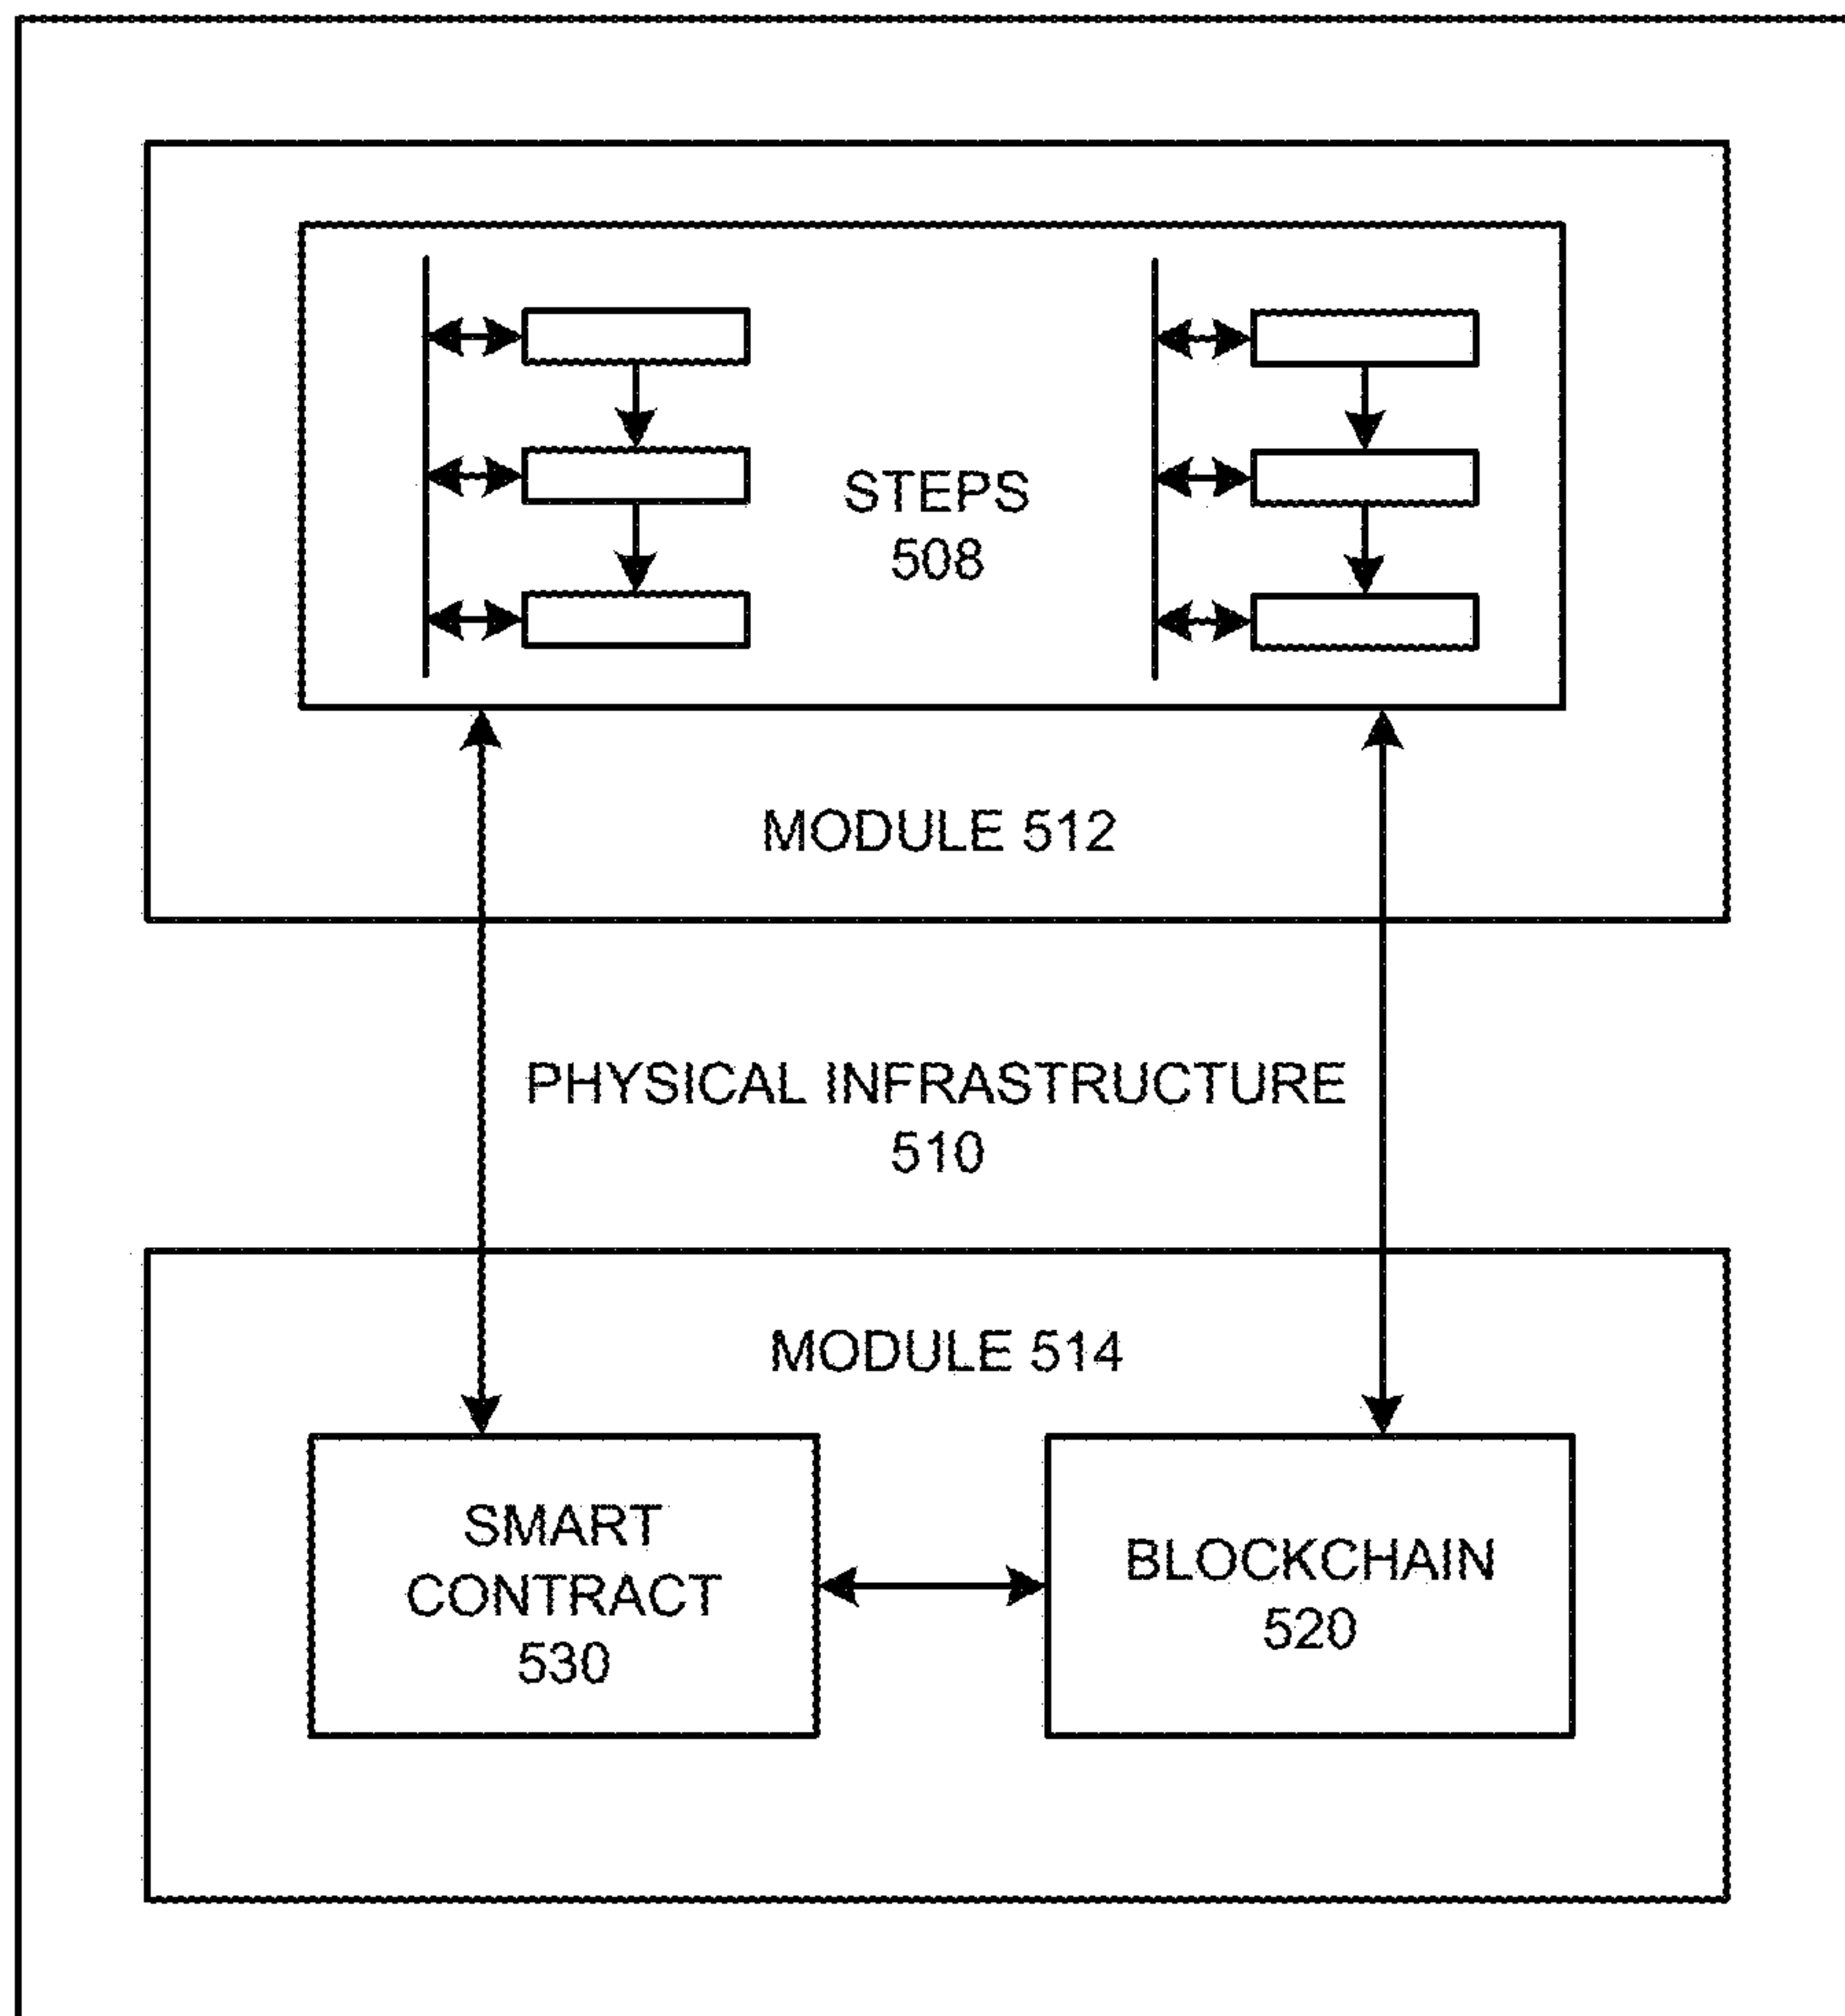 STEPS
508
MODULE 512
PHYSICAL INFRASTRUCTURE
510
MODULE 514
SMART
CONTRACT
530
BLOCKCHAIN
520